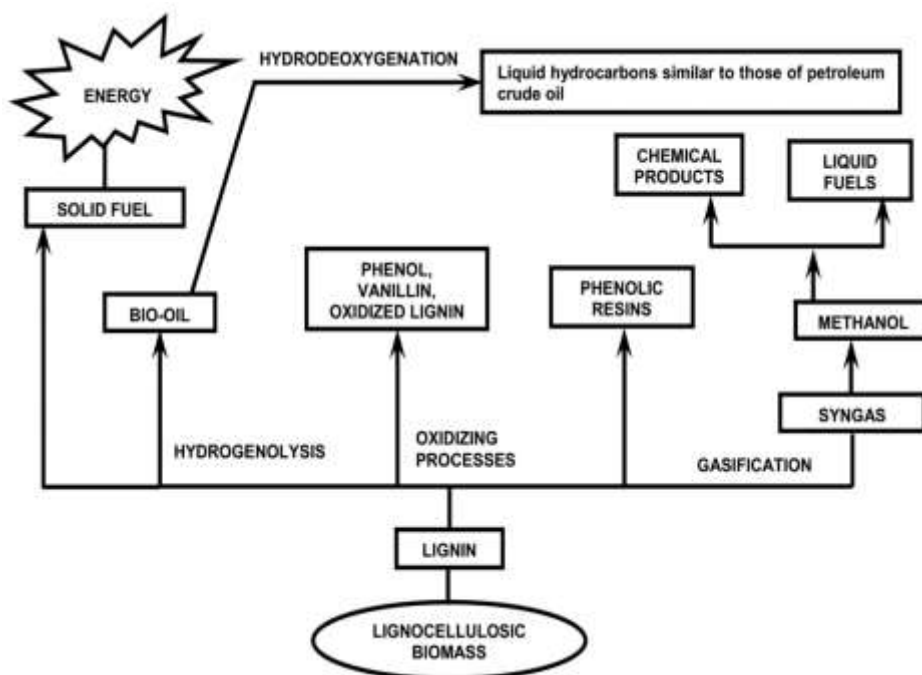 HYDRODEOXYGENATION
Liquid hydrocarbons similar to those of petroleum
crude oil
ENERGY
CHEMICAL
PRODUCTS
LIQUID
FUELS
SOLID FUEL
PHENOL,
VANILLIN,
OXIDIZED LIGNIN
PHENOLIC
RESINS
BIO-OIL
METHANOL
SYNGAS
HYDROGENOLYSIS
OXIDIZING
PROCESSES
GASIFICATION
LIGNIN
LIGNOCELLULOSIC
BIOMASS